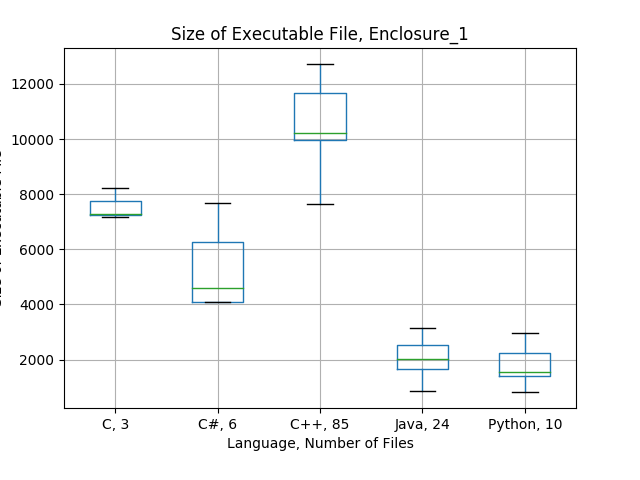 Size of Executable File, Enclosure_1
12000
10000
8000
6000
4000
2000
C, 3
C#, 6
C++, 85
Java, 24
Python, 10
Language, Number of Files